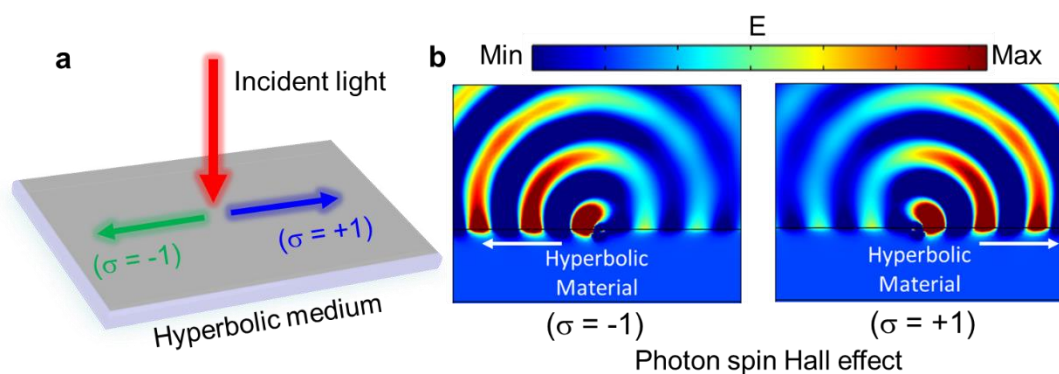 a
Incident light
(σ = -1)
(σ = +1)
Hyperbolic medium
b
E
Min
Max
Hyperbolic
Material
(σ = -1)
Hyperbolic
Material
(σ = +1)
Photon spin Hall effect